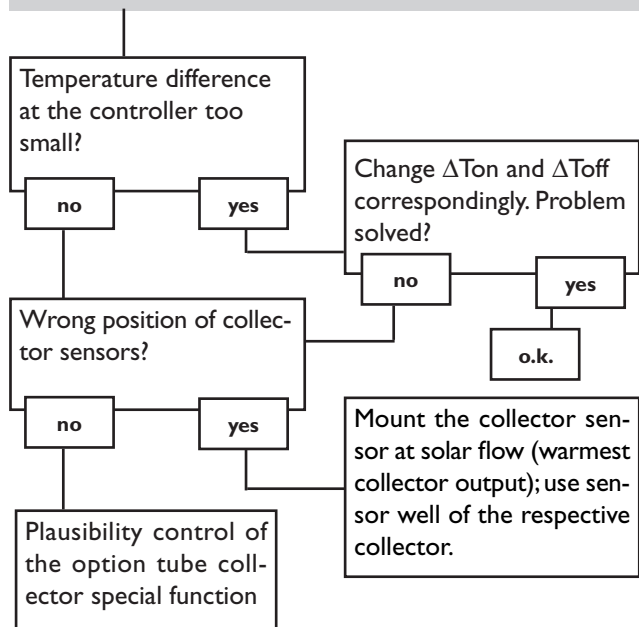 Temperature difference
at the controller too
small?
no
yes
Change ΔTon and ΔToff
correspondingly. Problem
solved?
no
yes
o.k.
Wrong position of collec-
tor sensors?
no
yes
Mount the collector sen-
sor at solar flow (warmest
collector output); use sen-
sor well of the respective
collector.
Plausibility control of
the option tube coll-
ector special function